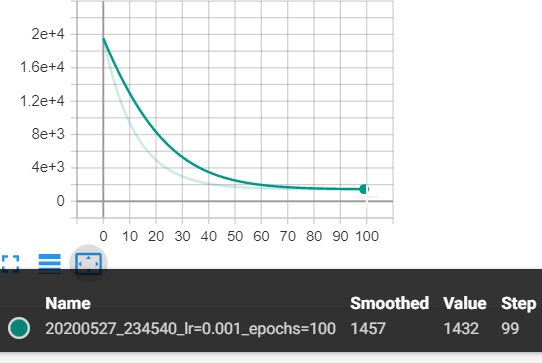 2e+4
1.6e+4
1.2e+4
8e+3
4e+3
0
0 10 20 30 40 50 60 70 80 90 100
Name Smoothed Value Step
20200527_234540_lr=0.001_epochs=100 1457 1432 99